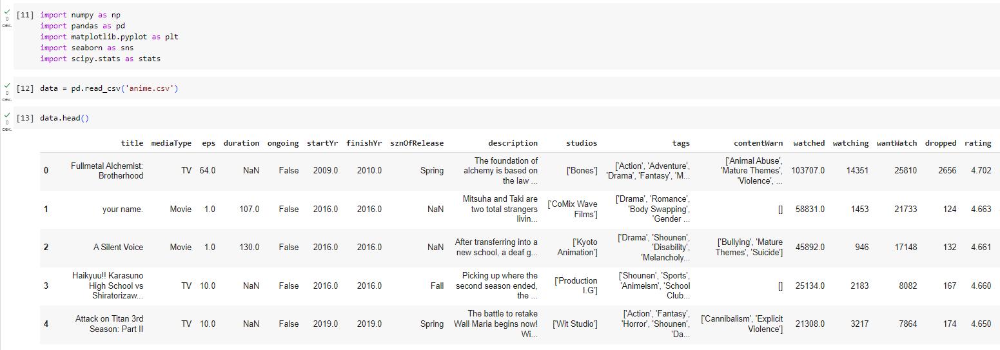 [11] import numpy as np
import pandas as pd
import matplotlib.pyplot as plt
import seaborn as sns
import scipy.stats as stats
0
сек.
[12] data = pd.read_csv('anime.csv')
0
сек.
[13] data.head()
0
сек.
title mediaType eps duration ongoing startYr finishYr sznOfRelease description studios tags contentWarn watched watching wantWatch dropped rating
0 Fullmetal Alchemist: Brotherhood TV 64.0 NaN False 2009.0 2010.0 Spring The foundation of alchemy is based on the law ... ['Bones'] ['Action', 'Adventure', 'Drama', 'Fantasy', 'M... ['Animal Abuse', 'Mature Themes', 'Violence', ... 103707.0 14351 25810 2656 4.702
1 your name. Movie 1.0 107.0 False 2016.0 2016.0 NaN Mitsuha and Taki are two total strangers livin... ['CoMix Wave Films'] ['Drama', 'Romance', 'Body Swapping', 'Gender ... [] 58831.0 1453 21733 124 4.663
2 A Silent Voice Movie 1.0 130.0 False 2016.0 2016.0 NaN After transferring into a new school, a deaf g... ['Kyoto Animation'] ['Drama', 'Shounen', 'Disability', 'Melancholy... ['Bullying', 'Mature Themes', 'Suicide'] 45892.0 946 17148 132 4.661
3 Haikyuu!! Karasuno High School vs Shiratorizaw... TV 10.0 NaN False 2016.0 2016.0 Fall Picking up where the second season ended, the ... ['Production I.G'] ['Shounen', 'Sports', 'Animeism', 'School Club... [] 25134.0 2183 8082 167 4.660
4 Attack on Titan 3rd Season: Part II TV 10.0 NaN False 2019.0 2019.0 Spring The battle to retake Wall Maria begins now! Wi... ['Wit Studio'] ['Action', 'Fantasy', 'Horror', 'Shounen', 'Da... ['Cannibalism', 'Explicit Violence'] 21308.0 3217 7864 174 4.650